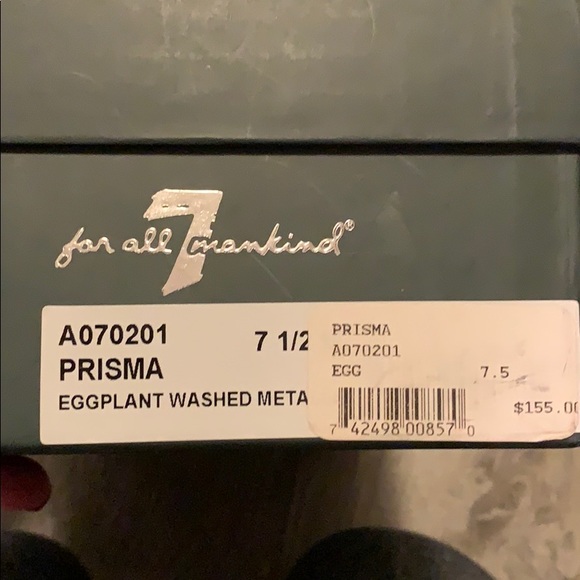 for all 7 mankind®
A070201 7 1/2
PRISMA
EGGPLANT WASHED META
PRISMA
A070201
EGG 7.5
$155.00
7 42498 00857 0